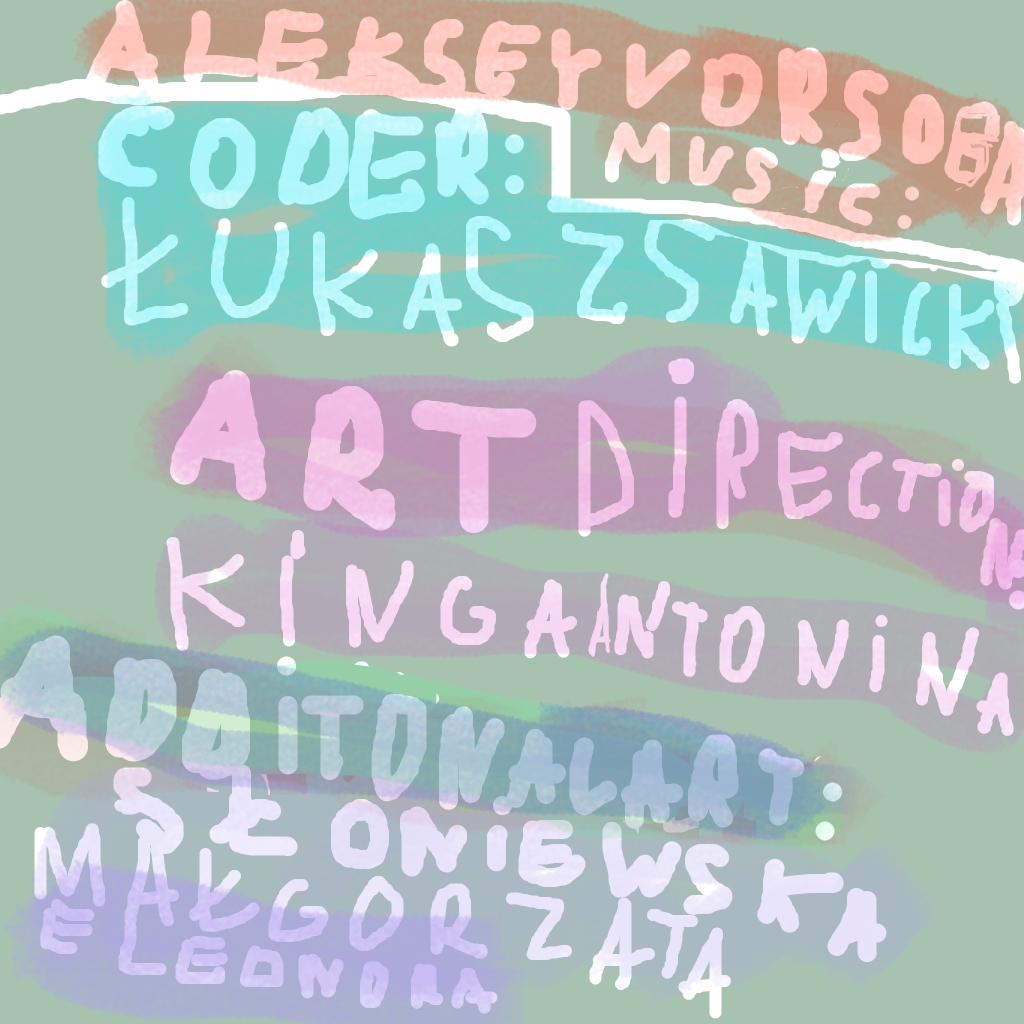 ALEKSEY VORSOBA
MUSIC:
CODER:
ŁUKASZ SAWICKI
ART DIRECTION:
KINGA ANTONINA
ADDITONAL ART:
SŁONIEWSKA
MAŁGORZATA
ELEONORA